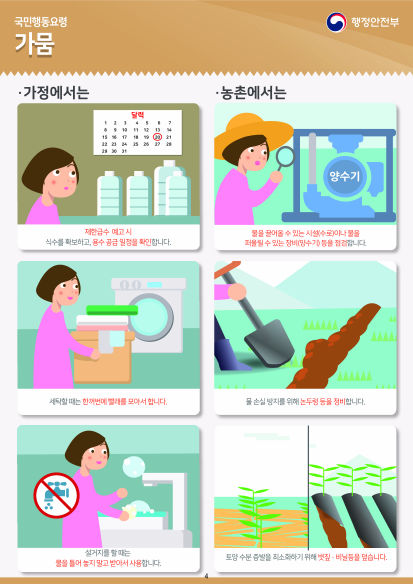 국민행동요령
가뭄
행정안전부
·가정에서는
달력
1 2 3 4 5 6 7
8 9 10 11 12 13 14
15 16 17 18 19 20 21
22 23 24 25 26 27 28
29 30 31
제한급수 예고 시
식수를 확보하고, 용수 공급 일정을 확인합니다.
세탁할 때는 한꺼번에 빨래를 모아서 합니다.
설거지를 할 때는
물을 틀어 놓지 말고 받아서 사용합니다.
·농촌에서는
양수기
물을 끌어올 수 있는 시설(수로)이나 물을
퍼올릴 수 있는 장비(양수기) 등을 점검합니다.
물 손실 방지를 위해 논두렁 등을 정비합니다.
토양 수분 증발을 최소화하기 위해 볏짚·비닐등을 덮습니다.
4